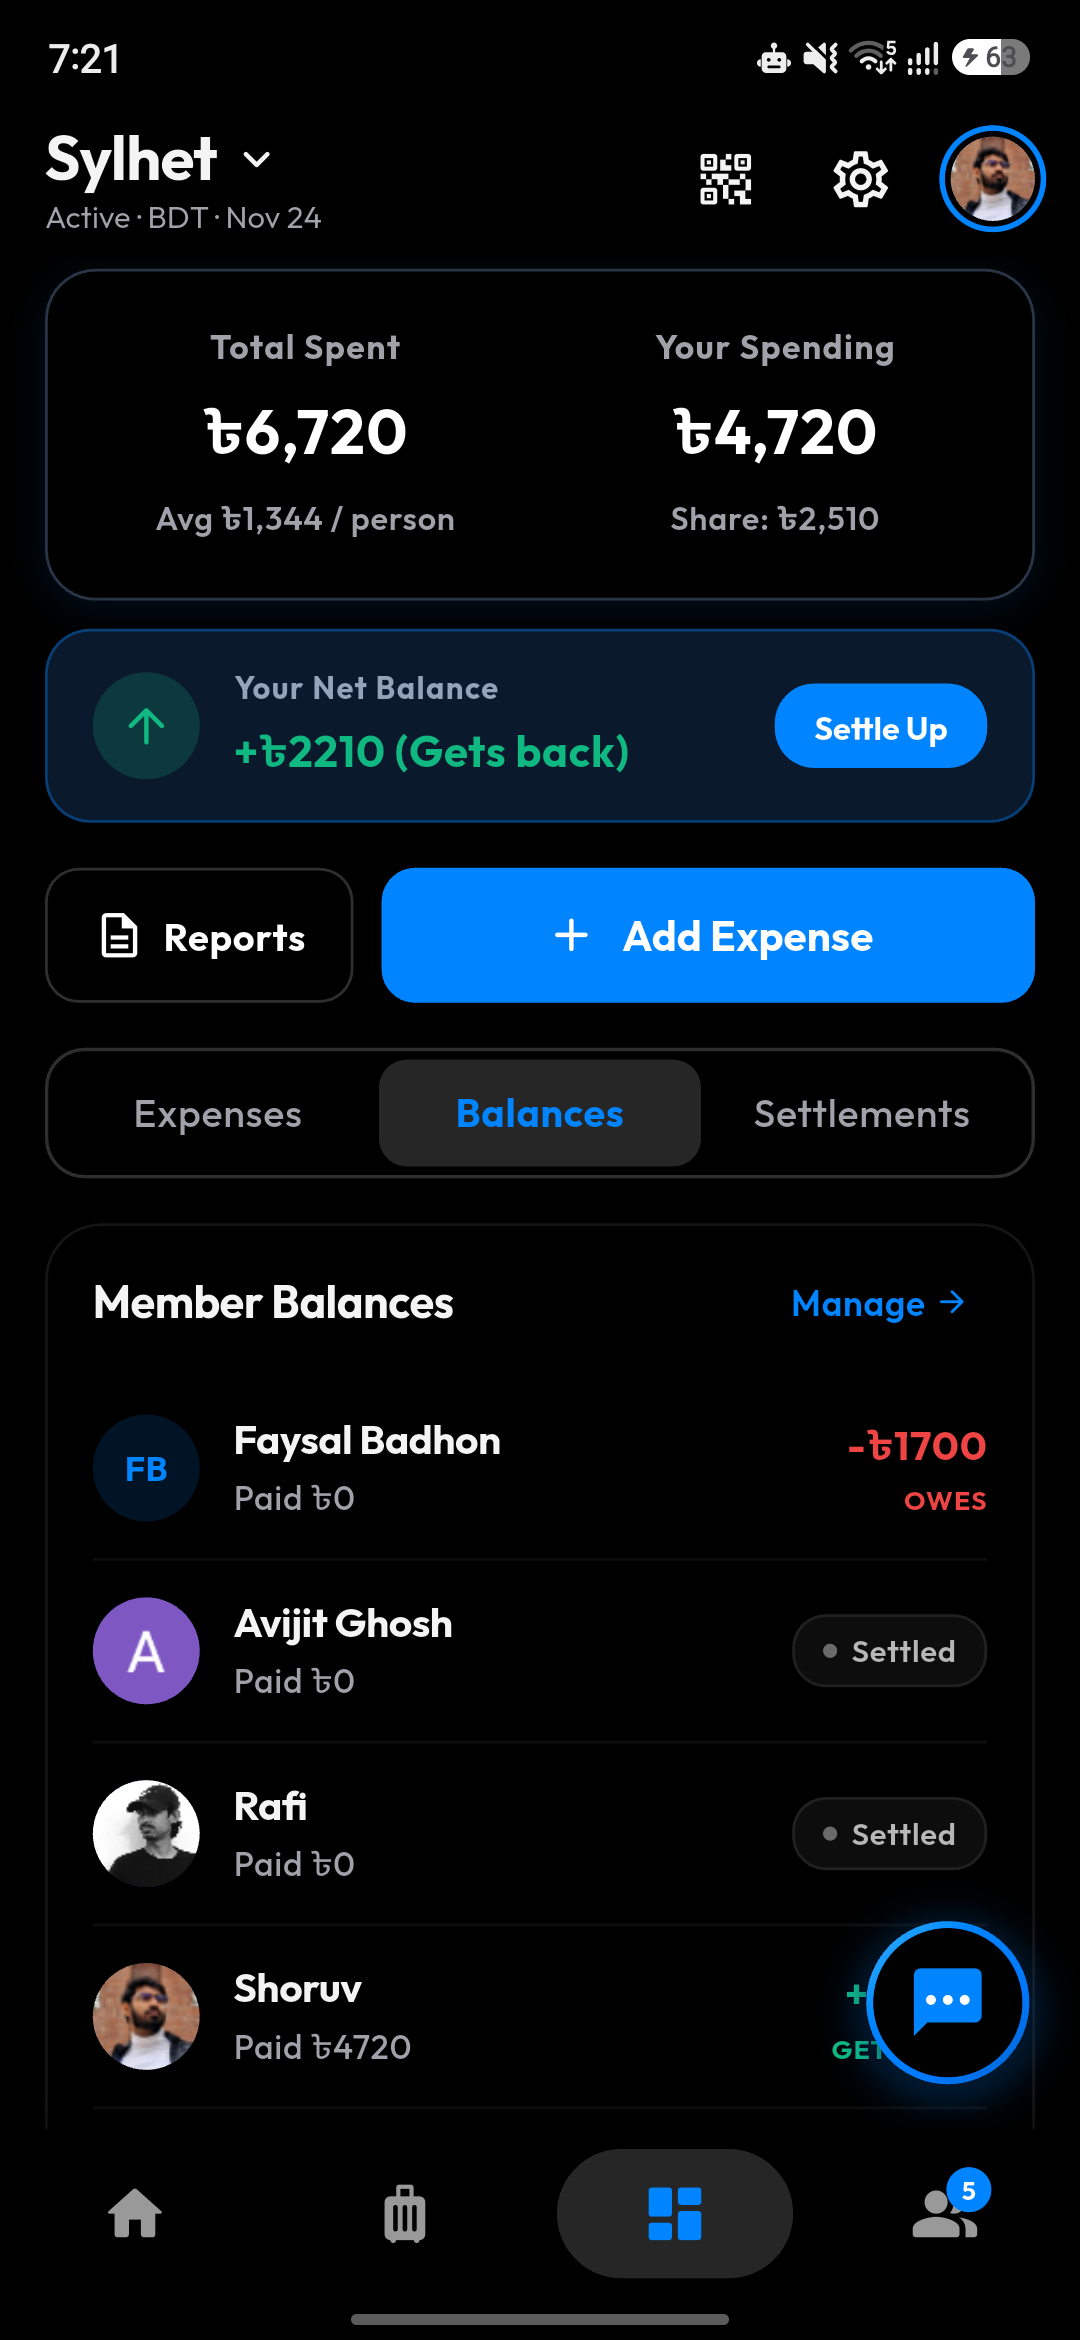 7:21
5
63
Sylhet
Active · BDT · Nov 24
Total Spent
Your Spending
৳6,720
৳4,720
Avg ৳1,344 / person
Share: ৳2,510
Your Net Balance
+৳2210 (Gets back)
Settle Up
Reports
Add Expense
Expenses
Balances
Settlements
Member Balances
Manage
FB
Faysal Badhon
Paid ৳0
-৳1700
OWES
A
Avijit Ghosh
Paid ৳0
Settled
Rafi
Paid ৳0
Settled
Shoruv
Paid ৳4720
+
5